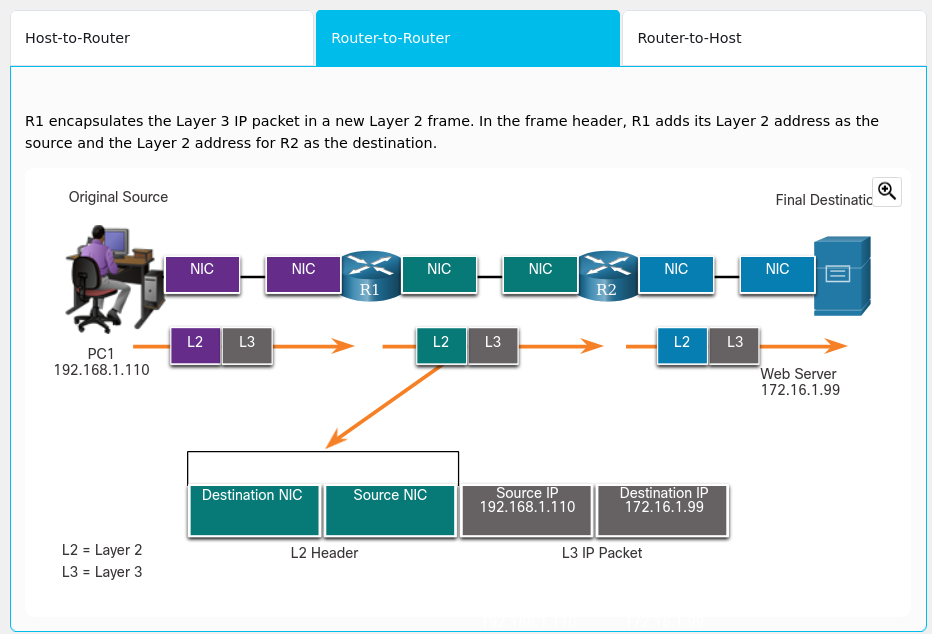 Host-to-Router
Router-to-Router
Router-to-Host
R1 encapsulates the Layer 3 IP packet in a new Layer 2 frame. In the frame header, R1 adds its Layer 2 address as the
source and the Layer 2 address for R2 as the destination.
Original Source
Final Destinatio
NIC
NIC
R1
NIC
NIC
R2
NIC
NIC
L2
L3
L2
L3
L2
L3
PC1
192.168.1.110
Web Server
172.16.1.99
Destination NIC
Source NIC
Source IP
192.168.1.110
Destination IP
172.16.1.99
L2 Header
L3 IP Packet
L2 = Layer 2
L3 = Layer 3